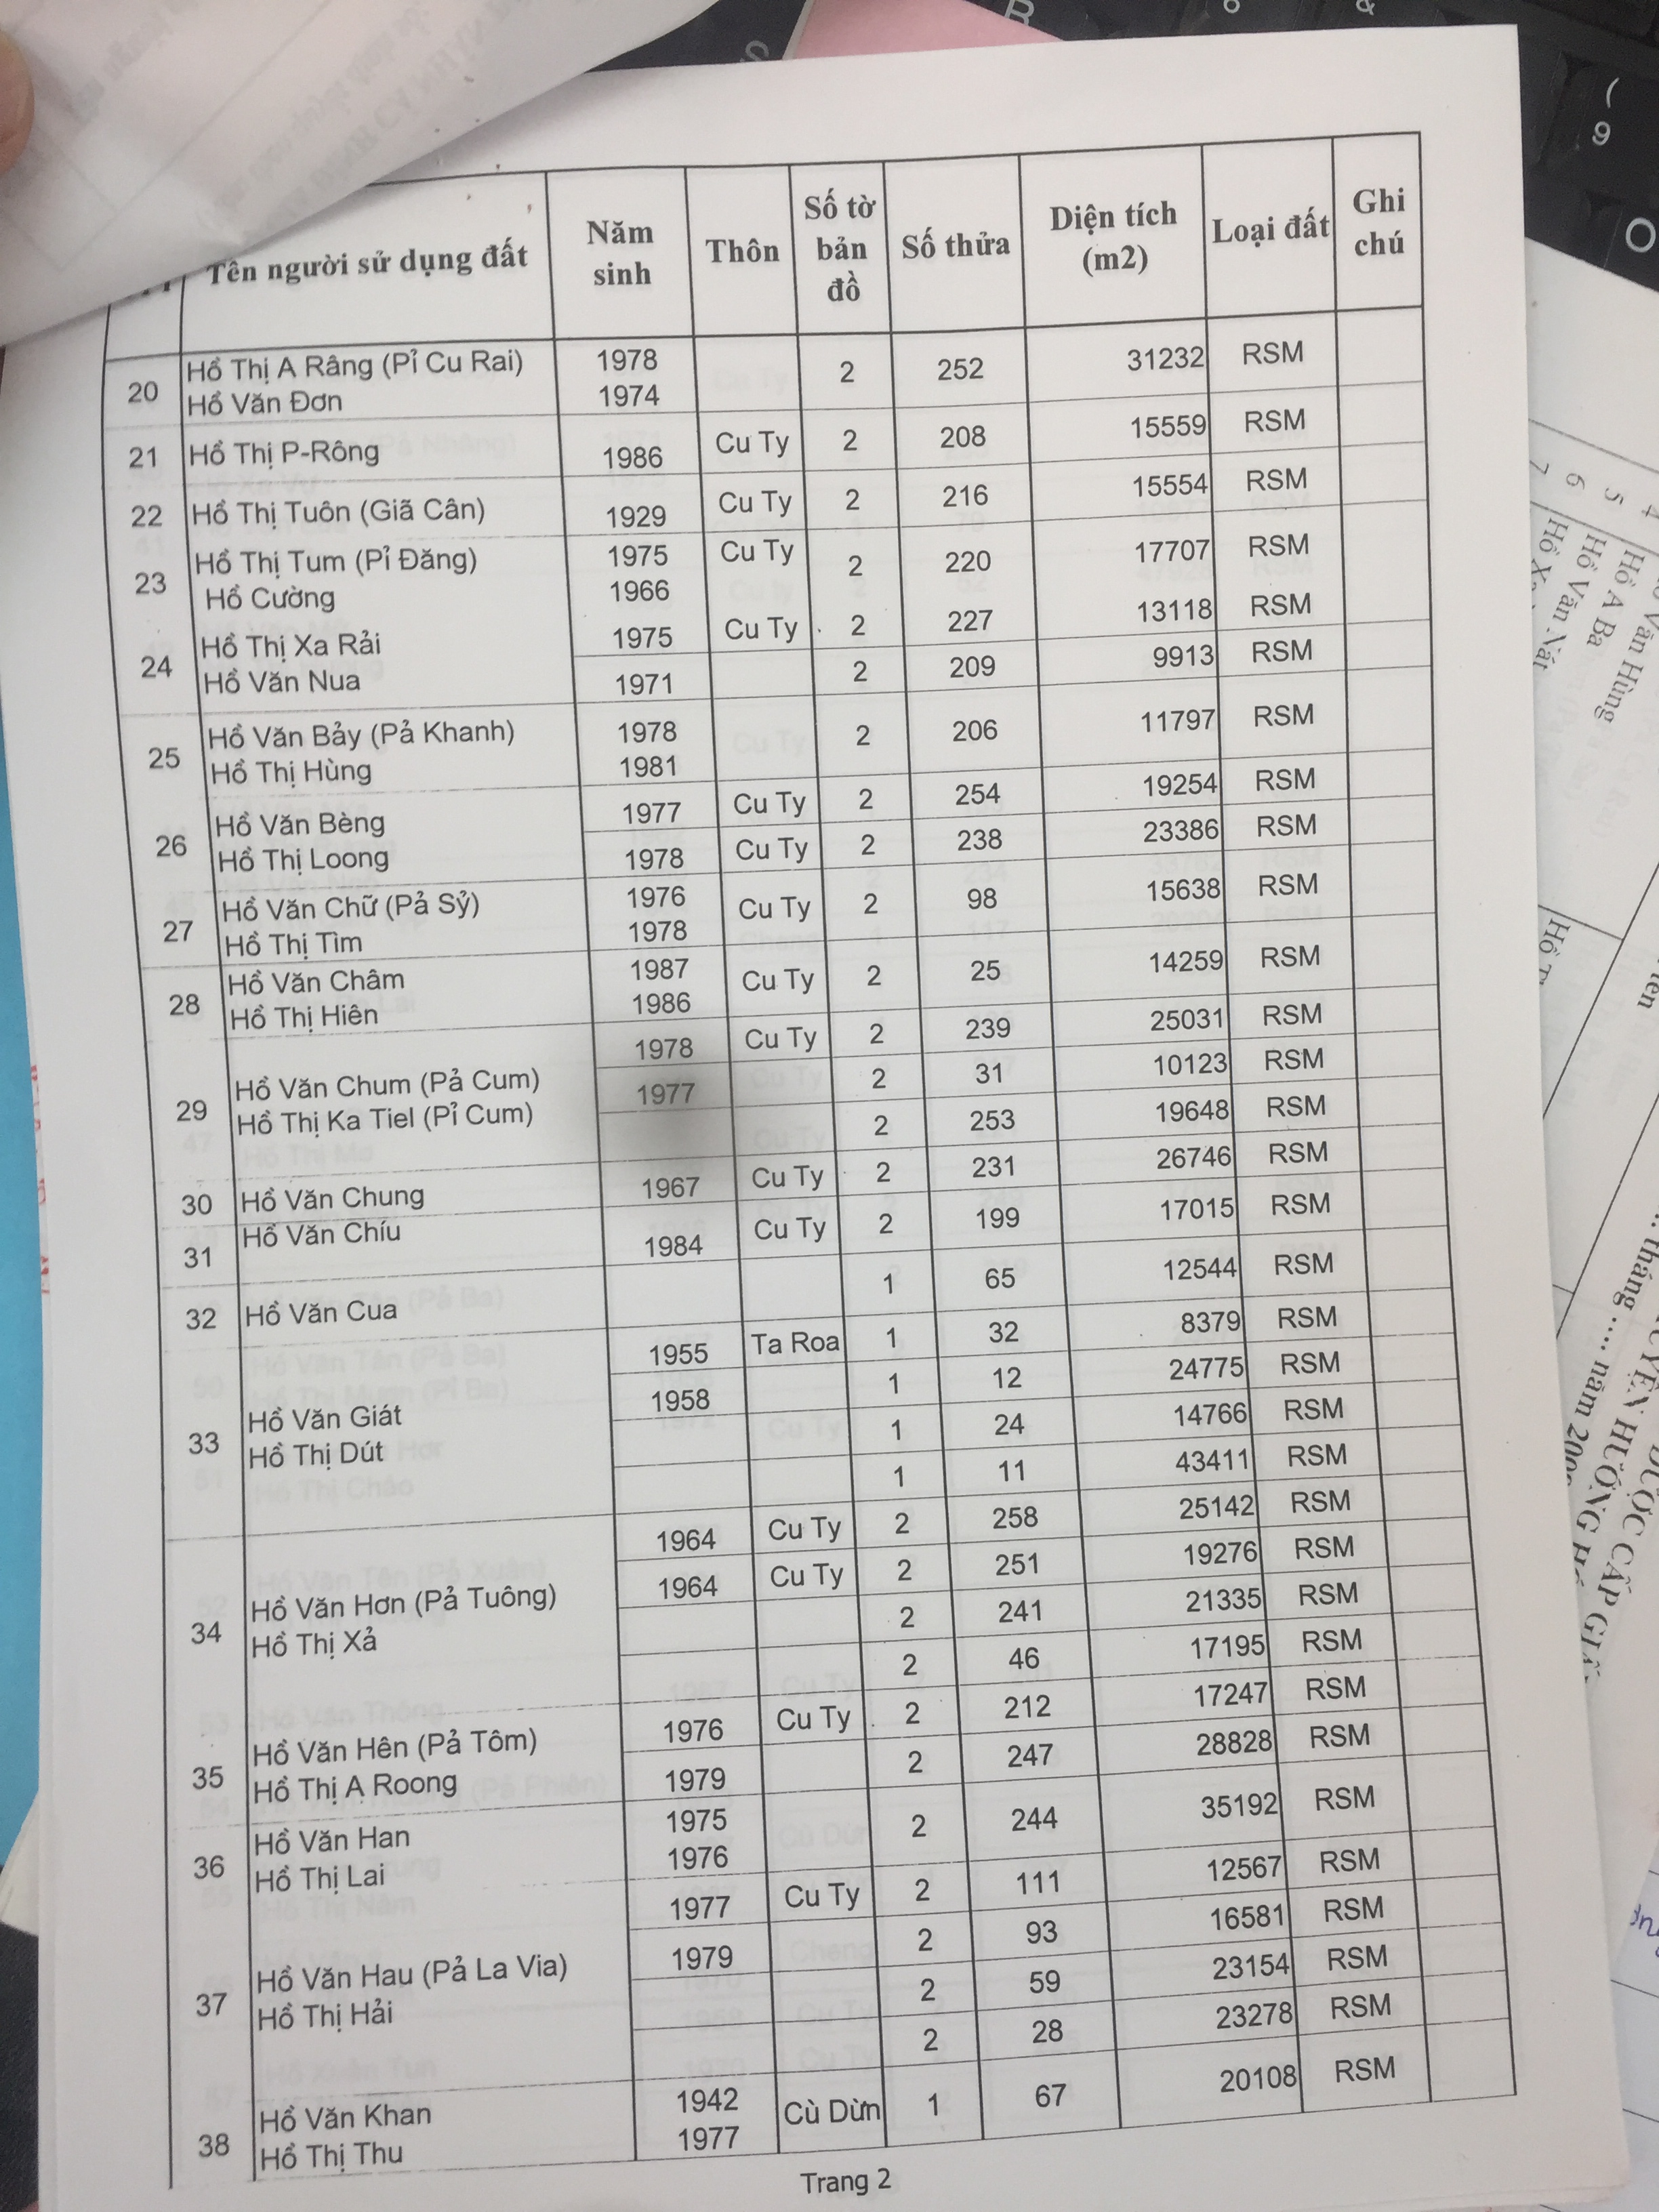 Tên người sử dụng đất Năm sinh Thôn Số tờ bản đồ Số thửa Diện tích (m2) Loại đất Ghi chú
20 Hồ Thị A Râng (Pỉ Cu Rai) 1978 2 252 31232 RSM
Hồ Văn Đơn 1974
21 Hồ Thị P-Rông 1986 Cu Ty 2 208 15559 RSM
22 Hồ Thị Tuôn (Giã Cân) 1929 Cu Ty 2 216 15554 RSM
23 Hồ Thị Tum (Pỉ Đăng) 1975 Cu Ty 2 220 17707 RSM
Hồ Cường 1966
24 Hồ Thị Xa Rải 1975 Cu Ty 2 227 13118 RSM
Hồ Văn Nua 1971 2 209 9913 RSM
25 Hồ Văn Bảy (Pả Khanh) 1978 2 206 11797 RSM
Hồ Thị Hùng 1981
26 Hồ Văn Bèng 1977 Cu Ty 2 254 19254 RSM
Hồ Thị Loong 1978 Cu Ty 2 238 23386 RSM
27 Hồ Văn Chữ (Pả Sỷ) 1976 Cu Ty 2 98 15638 RSM
Hồ Thị Tìm 1978
28 Hồ Văn Châm 1987 Cu Ty 2 25 14259 RSM
Hồ Thị Hiên 1986
29 Hồ Văn Chum (Pả Cum) 1978 Cu Ty 2 239 25031 RSM
Hồ Thị Ka Tiel (Pỉ Cum) 1977 2 31 10123 RSM
2 253 19648 RSM
30 Hồ Văn Chung 1967 Cu Ty 2 231 26746 RSM
31 Hồ Văn Chíu 1984 Cu Ty 2 199 17015 RSM
32 Hồ Văn Cua 1 65 12544 RSM
33 Hồ Văn Giát 1955 Ta Roa 1 32 8379 RSM
Hồ Thị Dút 1958 1 12 24775 RSM
1 24 14766 RSM
1 11 43411 RSM
34 Hồ Văn Hơn (Pả Tuông) 1964 Cu Ty 2 258 25142 RSM
Hồ Thị Xả 1964 Cu Ty 2 251 19276 RSM
2 241 21335 RSM
2 46 17195 RSM
35 Hồ Văn Hên (Pả Tôm) 1976 Cu Ty 2 212 17247 RSM
Hồ Thị A Roong 1979 2 247 28828 RSM
36 Hồ Văn Han 1975 2 244 35192 RSM
Hồ Thị Lai 1976
37 Hồ Văn Hau (Pả La Via) 1977 Cu Ty 2 111 12567 RSM
Hồ Thị Hải 1979 2 93 16581 RSM
2 59 23154 RSM
2 28 23278 RSM
38 Hồ Văn Khan 1942 Cù Dừn 1 67 20108 RSM
Hồ Thị Thu 1977
Trang 2
4
5 Hồ A Ba
6 Hồ Văn Nất
7
Văn Hùng
tháng .... năm
ĐƯỢC CẤP
HƯỚNG